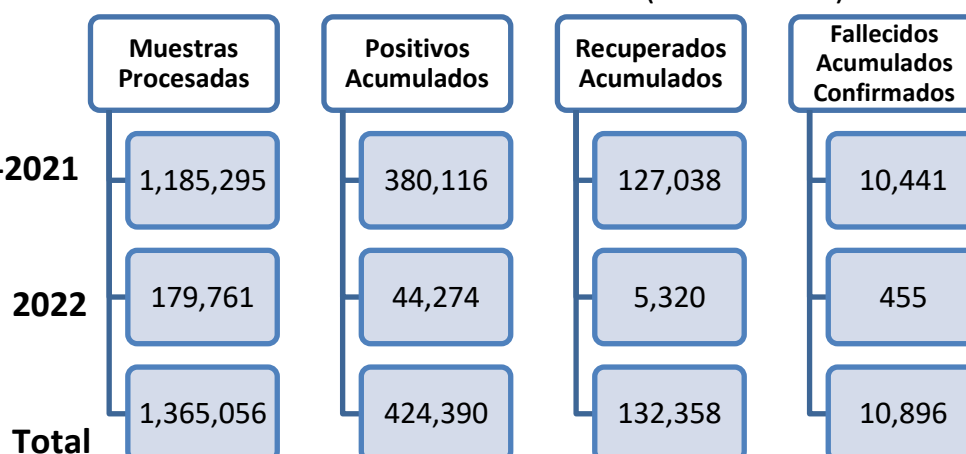 Muestras
Procesadas
Positivos
Acumulados
Recuperados
Acumulados
Fallecidos
Acumulados
Confirmados
-2021
1,185,295
380,116
127,038
10,441
2022
179,761
44,274
5,320
455
Total
1,365,056
424,390
132,358
10,896